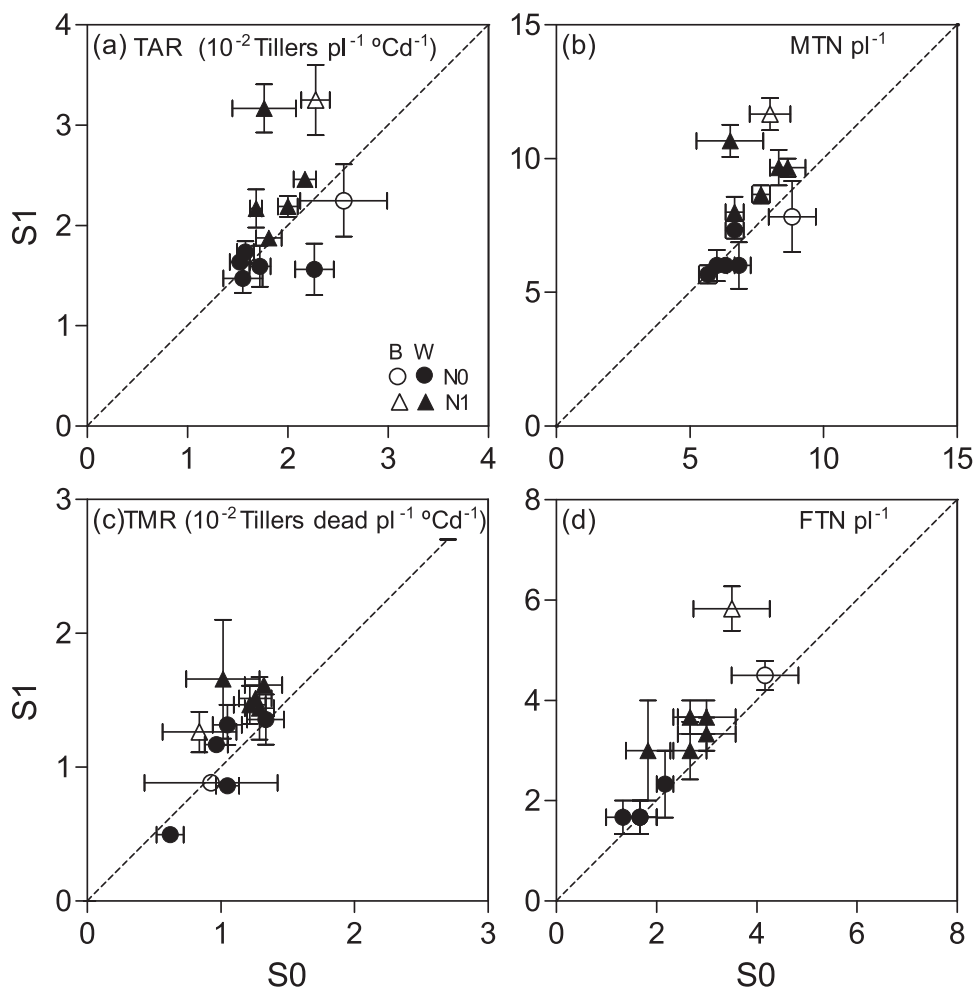 (a) TAR (10⁻² Tillers pl⁻¹ ºCd⁻¹)
4
3
2
1
0
S1
B W
N0
N1
0 1 2 3 4
(b) MTN pl⁻¹
15
10
5
0
0 5 10 15
(c) TMR (10⁻² Tillers dead pl⁻¹ ºCd⁻¹)
3
2
1
0
S1
0 1 2 3
S0
(d) FTN pl⁻¹
8
6
4
2
0
0 2 4 6 8
S0